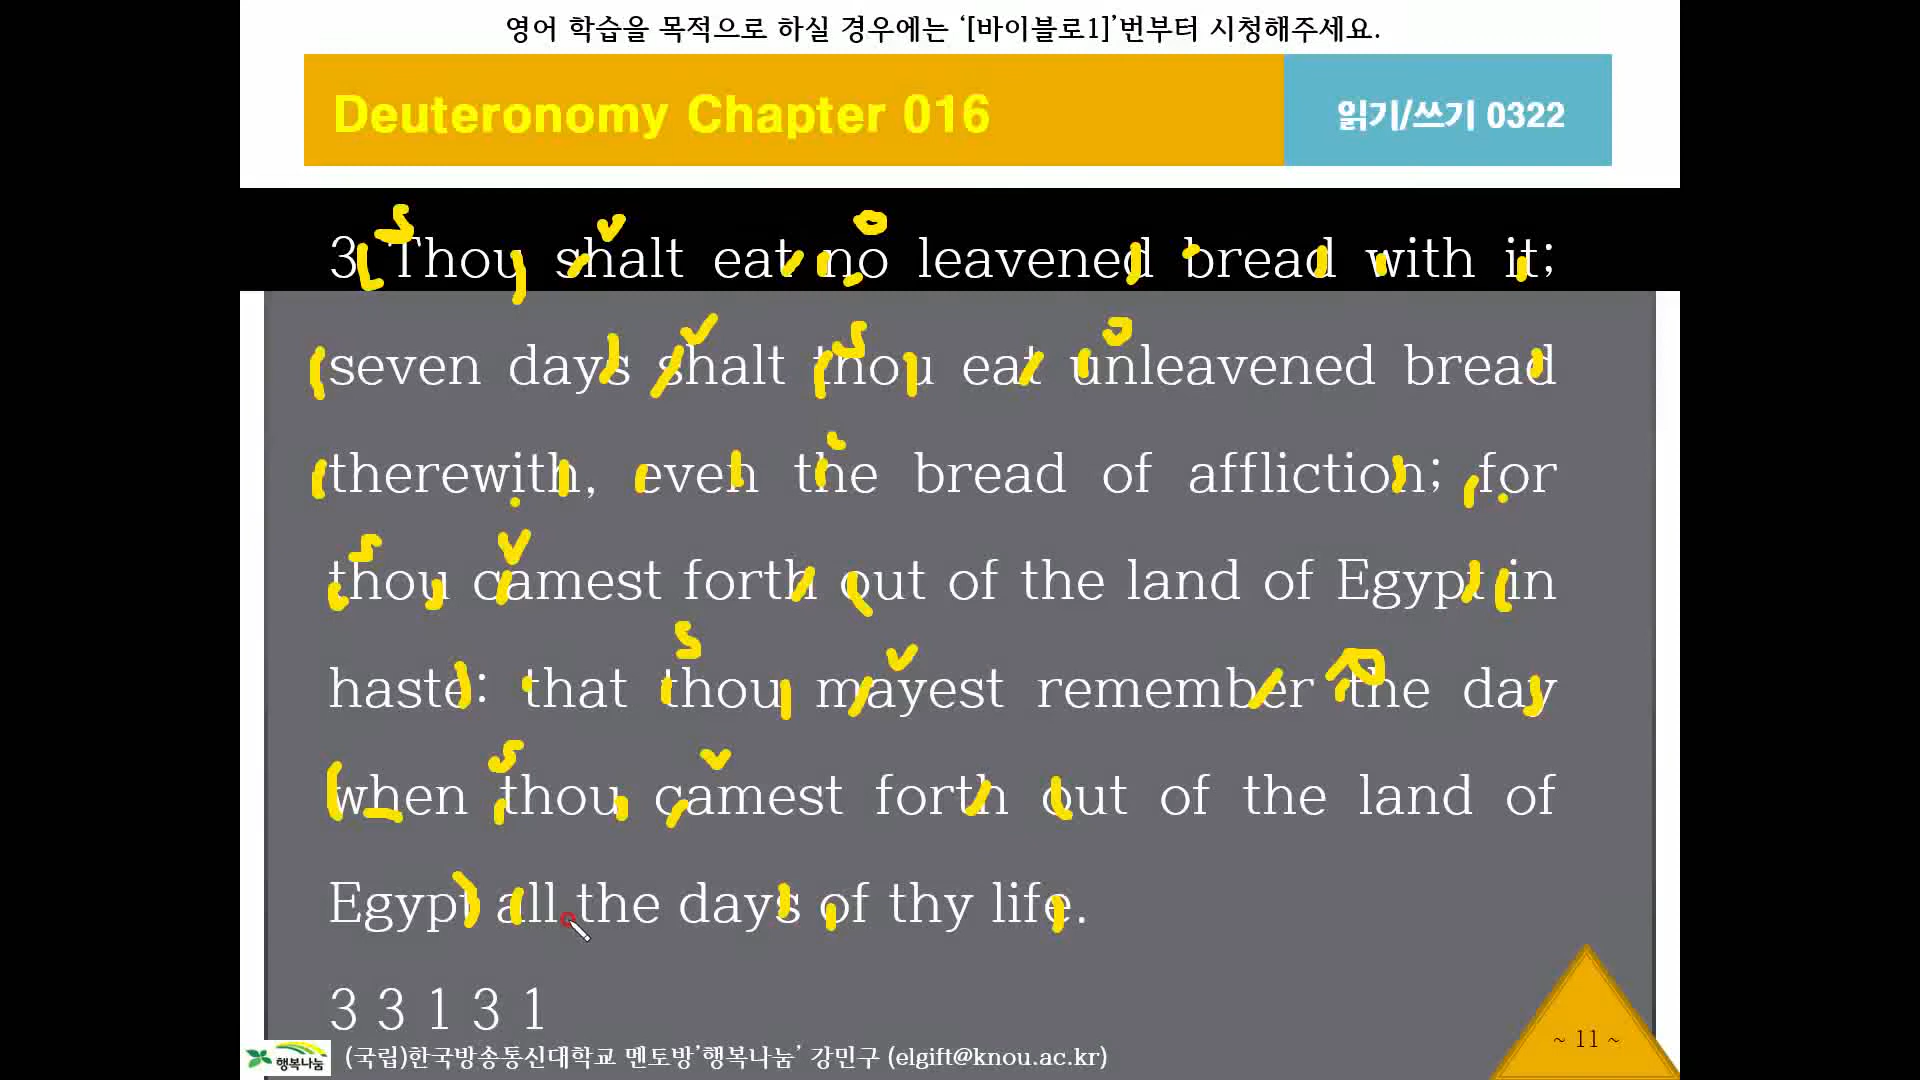 영어 학습을 목적으로 하실 경우에는 ‘[바이블로1]’번부터 시청해주세요.
Deuteronomy Chapter 016
읽기/쓰기 0322
3 Thou shalt eat no leavened bread with it;
seven days shalt thou eat unleavened bread
therewith, even the bread of affliction; for
thou camest forth out of the land of Egypt in
haste: that thou mayest remember the day
when thou camest forth out of the land of
Egypt all the days of thy life.
3 3 1 3 1
~ 11 ~
행복나눔 (국립)한국방송통신대학교 멘토방‘행복나눔’ 강민구 (elgift@knou.ac.kr)